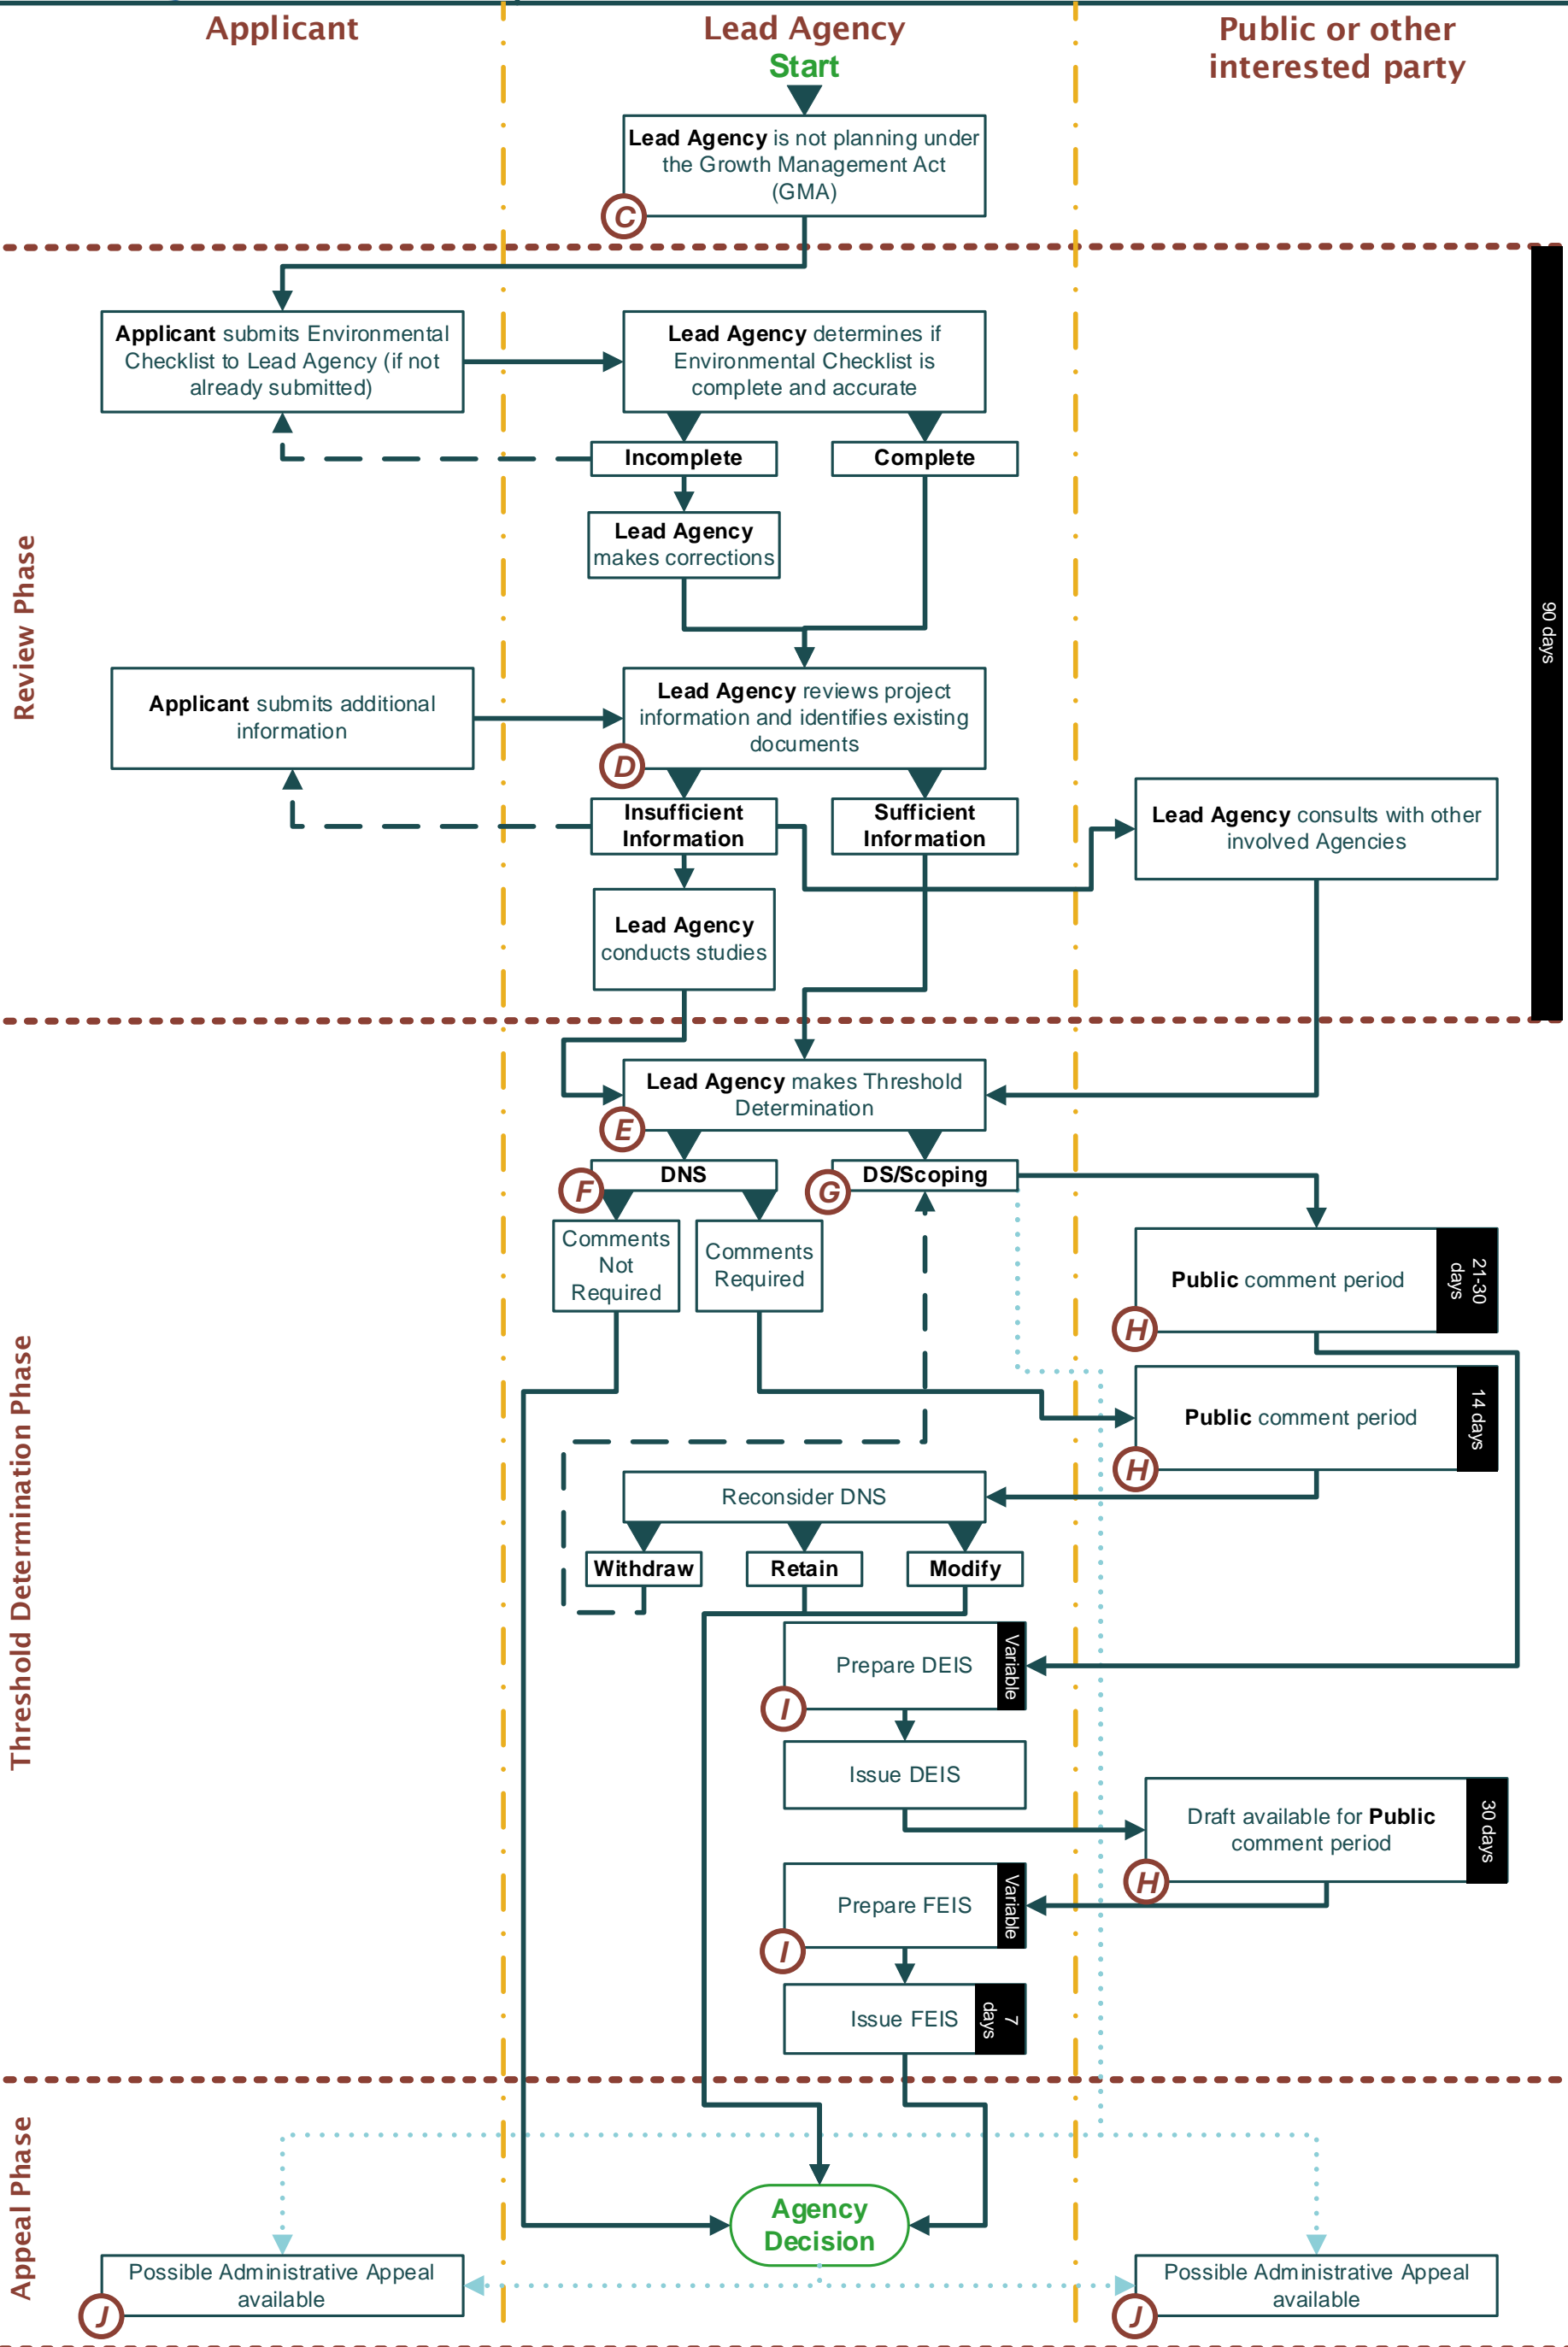 Applicant
Lead Agency
Public or other
interested party
Start
Lead Agency is not planning under
the Growth Management Act
(GMA)
C
Review Phase
90 days
Applicant submits Environmental
Checklist to Lead Agency (if not
already submitted)
Lead Agency determines if
Environmental Checklist is
complete and accurate
Incomplete
Complete
Lead Agency
makes corrections
Applicant submits additional
information
Lead Agency reviews project
information and identifies existing
documents
D
Insufficient
Information
Sufficient
Information
Lead Agency consults with other
involved Agencies
Lead Agency
conducts studies
Threshold Determination Phase
Lead Agency makes Threshold
Determination
E
DNS
F
DS/Scoping
G
Comments
Not
Required
Comments
Required
Public comment period
21-30
days
H
Public comment period
14 days
H
Reconsider DNS
Withdraw
Retain
Modify
Prepare DEIS
Variable
I
Issue DEIS
Draft available for Public
comment period
30 days
H
Prepare FEIS
Variable
I
Issue FEIS
7
days
Appeal Phase
Agency
Decision
Possible Administrative Appeal
available
J
Possible Administrative Appeal
available
J